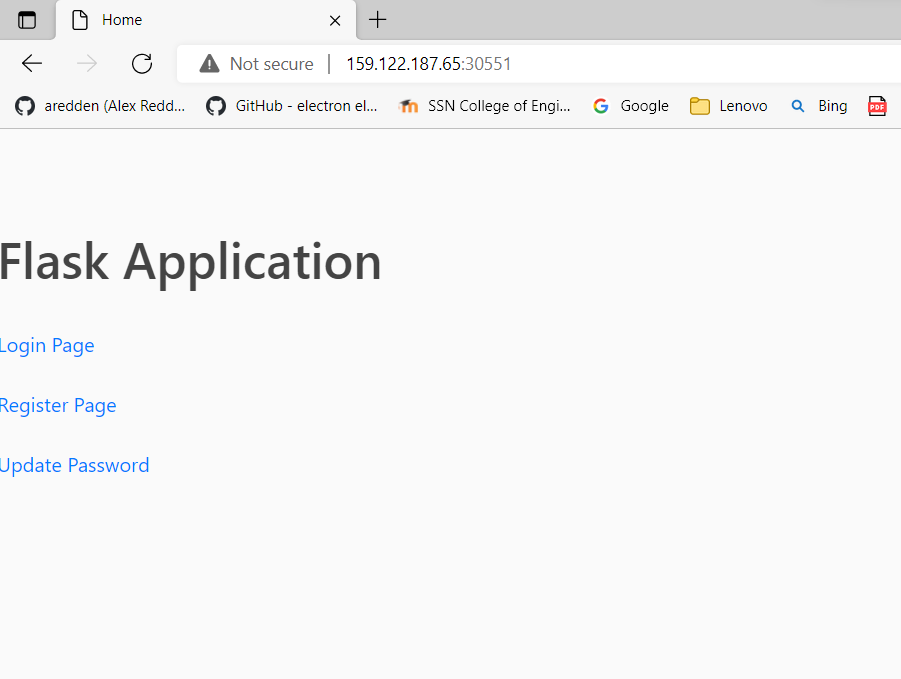 Home
Not secure | 159.122.187.65:30551
aredden (Alex Redd... GitHub - electron el... SSN College of Engi... Google Lenovo Bing PDF
Flask Application
Login Page
Register Page
Update Password